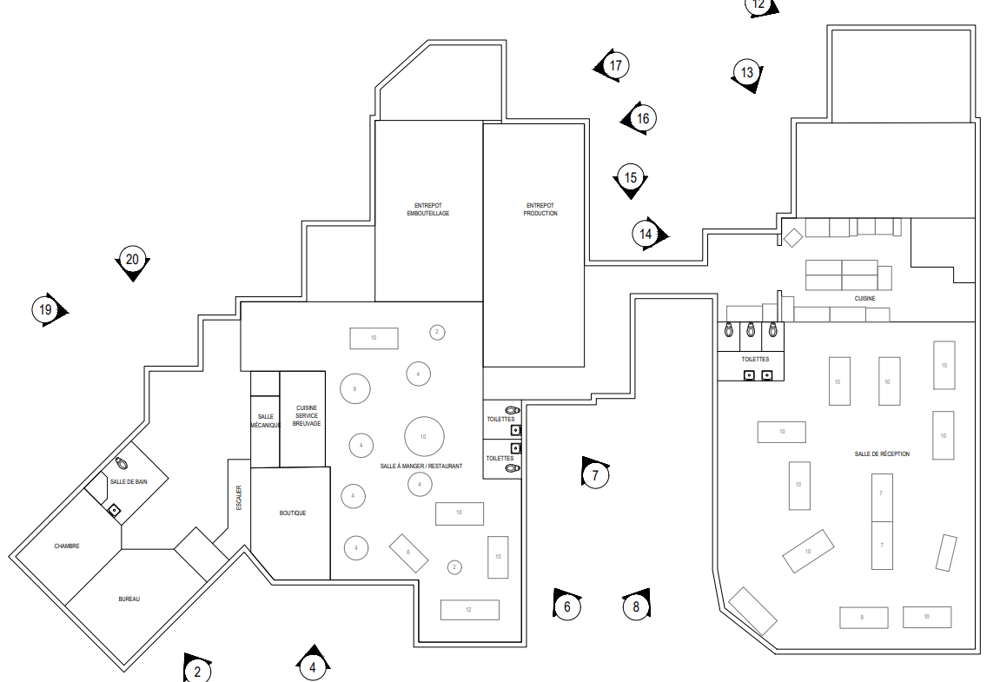 12
17
13
16
15
14
20
19
ENTREPOT
EMBOUTEILLAGE
ENTREPOT
PRODUCTION
CUISINE
TOILETTES
10
2
4
8
10
4
4
4
4
10
6
10
2
12
SALLE
MÉCANIQUE
CUISINE
SERVICE
BREUVAGE
SALLE À MANGER / RESTAURANT
TOILETTES
TOILETTES
ESCALIER
BOUTIQUE
SALLE DE BAIN
CHAMBRE
BUREAU
10
10
10
10
10
SALLE DE RÉCEPTION
10
7
7
10
8
10
7
6
8
2
4